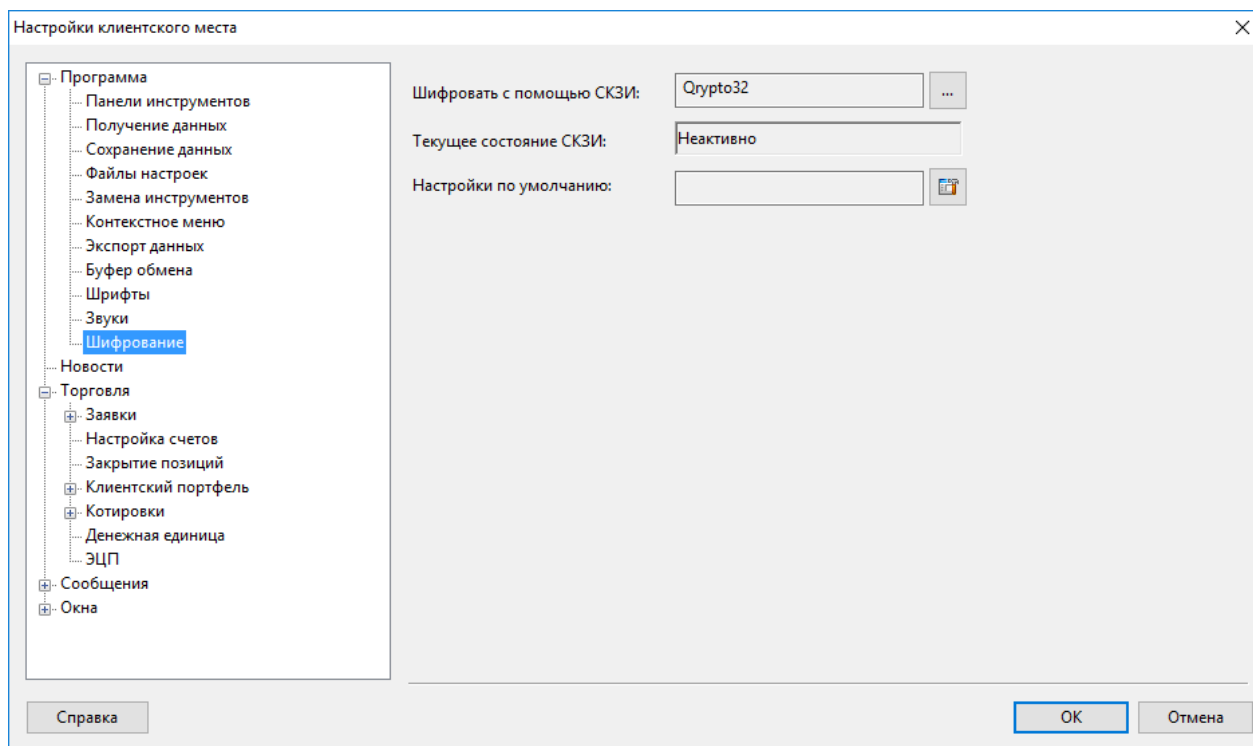 Настройки клиентского места
Программа
Панели инструментов
Получение данных
Сохранение данных
Файлы настроек
Замена инструментов
Контекстное меню
Экспорт данных
Буфер обмена
Шрифты
Звуки
Шифрование
Новости
Торговля
Заявки
Настройка счетов
Закрытие позиций
Клиентский портфель
Котировки
Денежная единица
ЭЦП
Сообщения
Окна
Шифровать с помощью СКЗИ: Qrypto32 ...
Текущее состояние СКЗИ: Неактивно
Настройки по умолчанию:
Справка OK Отмена